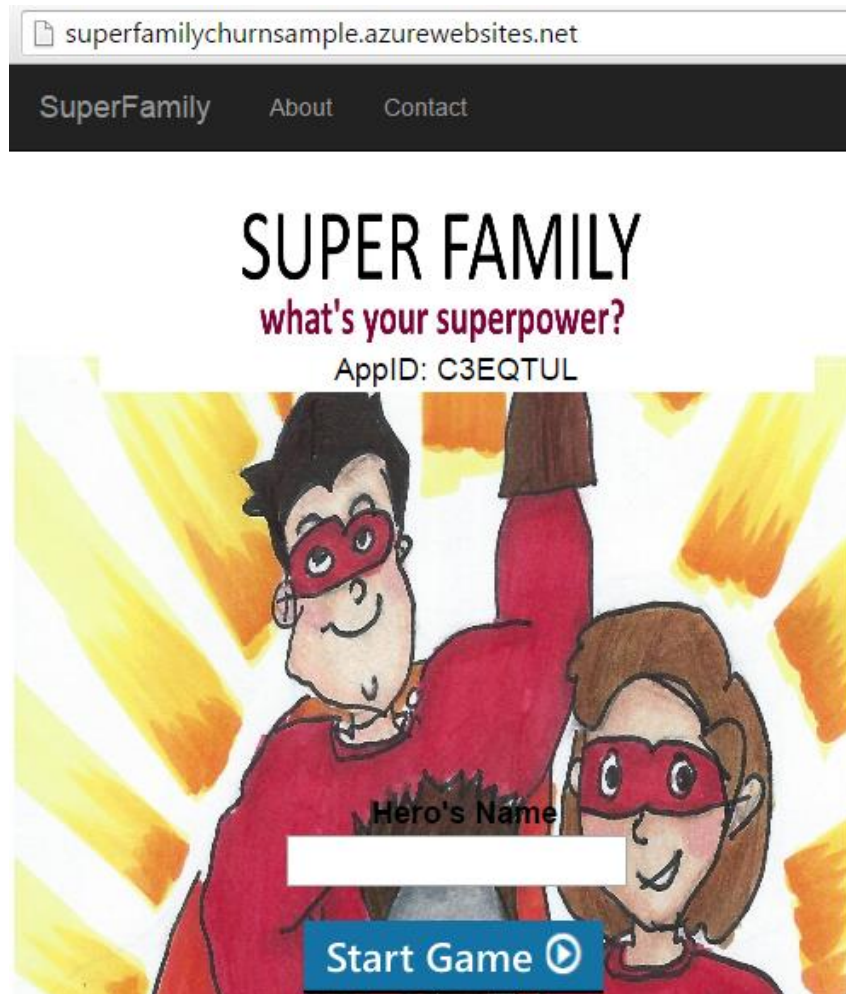 superfamilychurnsample.azurewebsites.net
SuperFamily About Contact
SUPER FAMILY
what's your superpower?
AppID: C3EQTUL
Hero's Name
Start Game